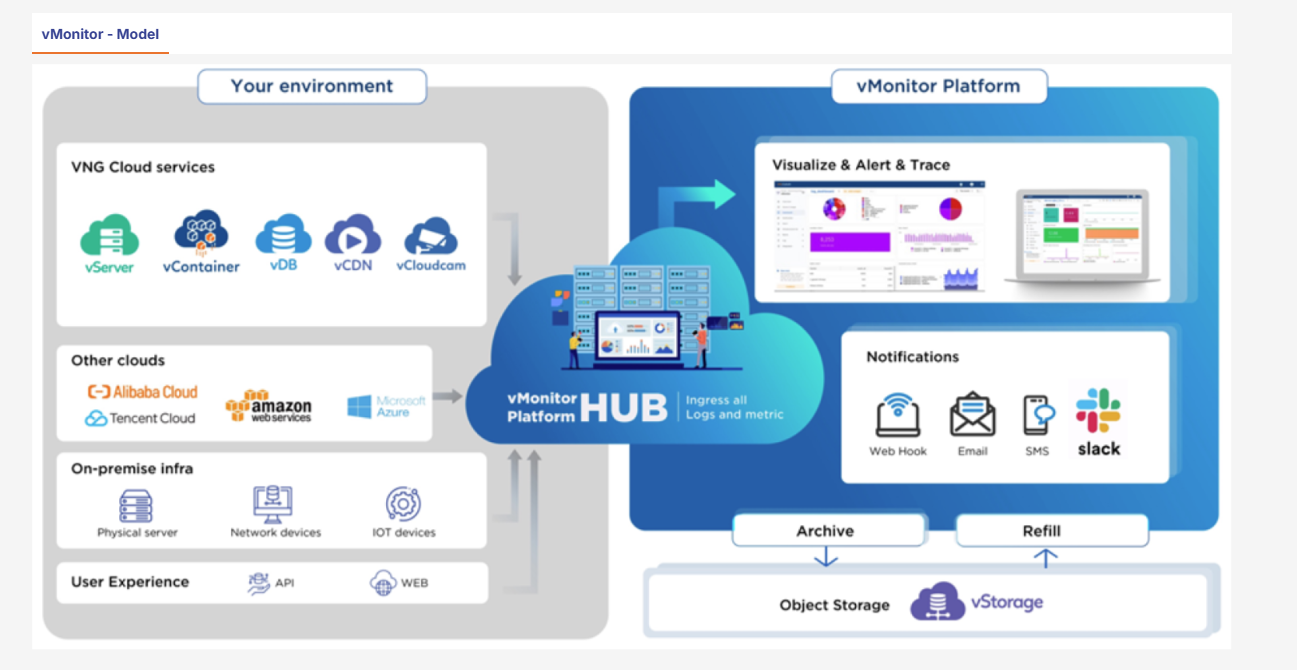 vMonitor - Model
Your environment
VNG Cloud services
vServer
vContainer
vDB
vCDN
vCloudcam
Other clouds
Alibaba Cloud
Tencent Cloud
amazon
webservices
Microsoft
Azure
On-premise infra
Physical server
Network devices
IOT devices
User Experience
API
WEB
vMonitor
Platform
HUB
Ingress all
Logs and metric
vMonitor Platform
Visualize & Alert & Trace
Notifications
Web Hook
Email
SMS
slack
Archive
Refill
Object Storage
vStorage